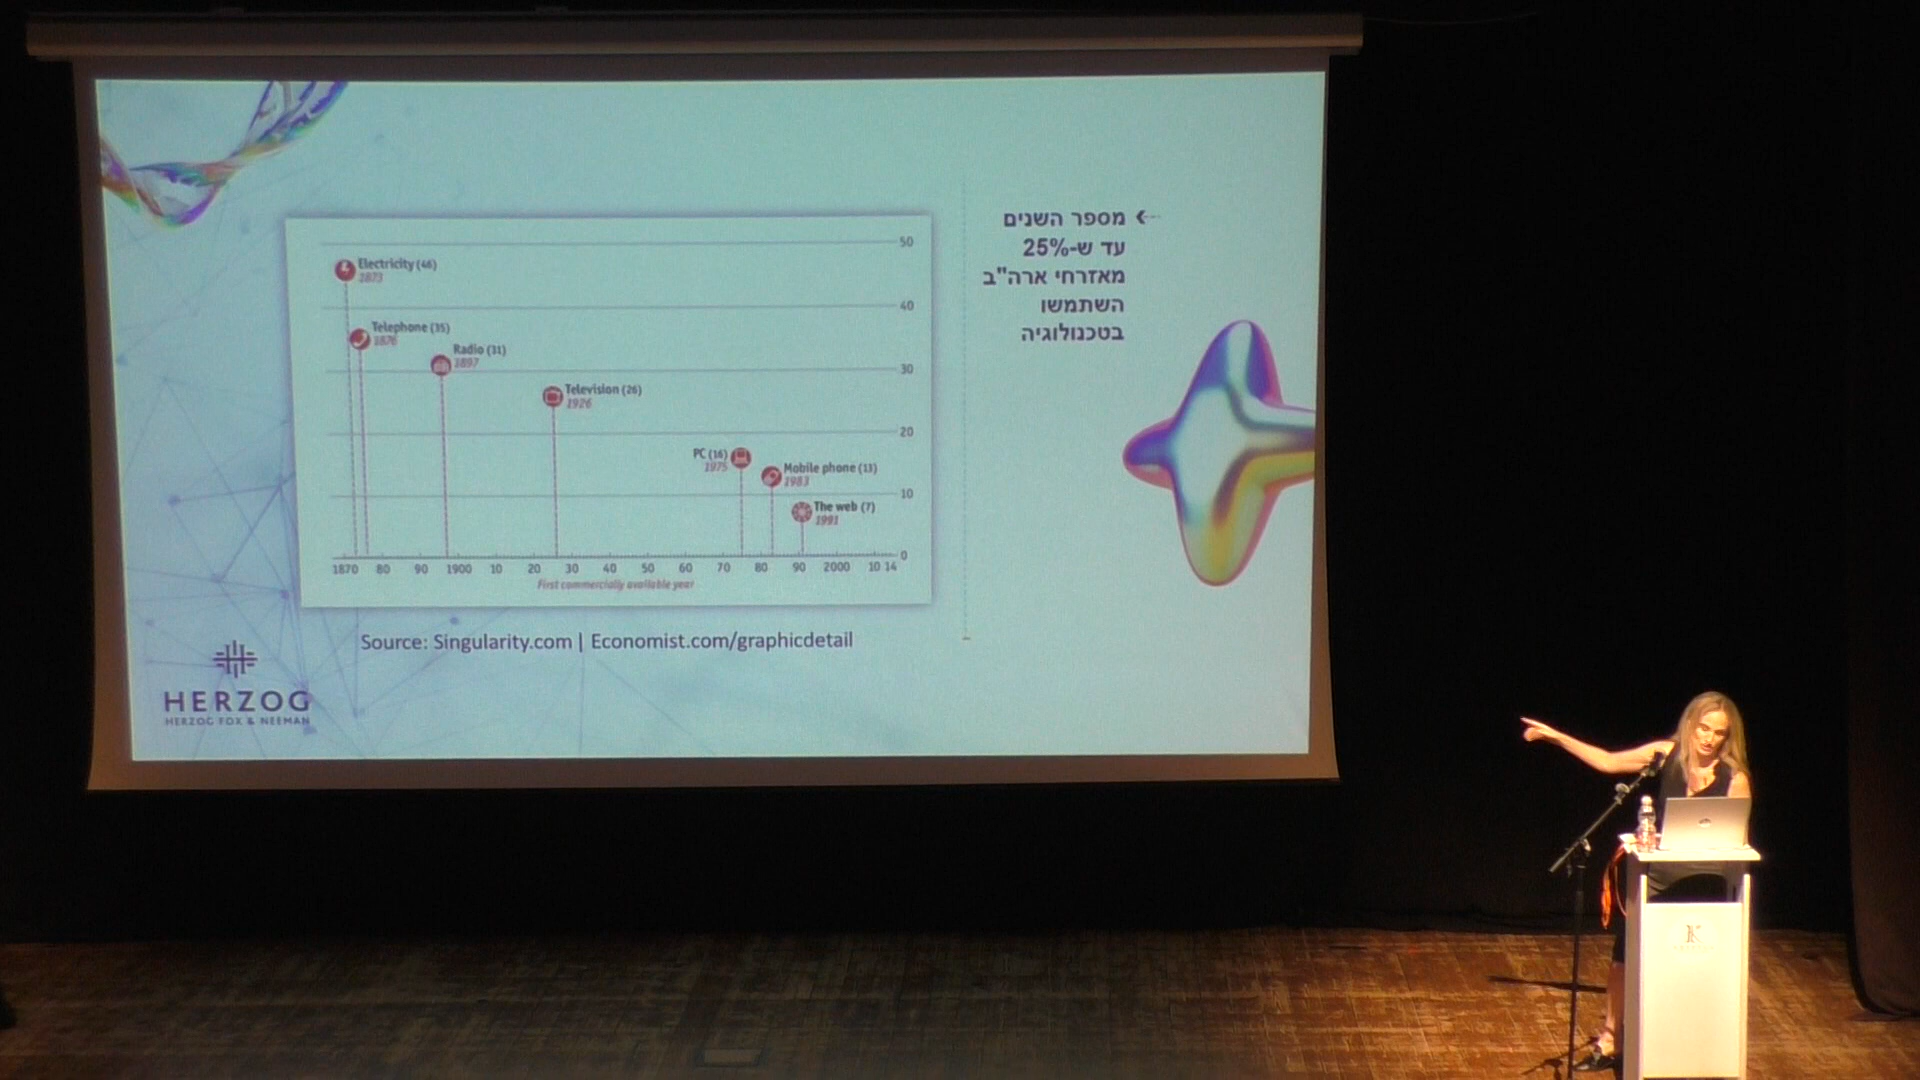 מספר השנים
עד ש-25%
מאזרחי ארה"ב
השתמשו
בטכנולוגיה
50
Electricity (46)
1873
40
Telephone (35)
1876
Radio (31)
1897
30
Television (26)
1926
20
PC (16)
1975
Mobile phone (13)
1983
10
The web (7)
1991
0
1870 80 90 1900 10 20 30 40 50 60 70 80 90 2000 10 14
First commercially available year
Source: Singularity.com | Economist.com/graphicdetail
HERZOG
HERZOG FOX & NEEMAN